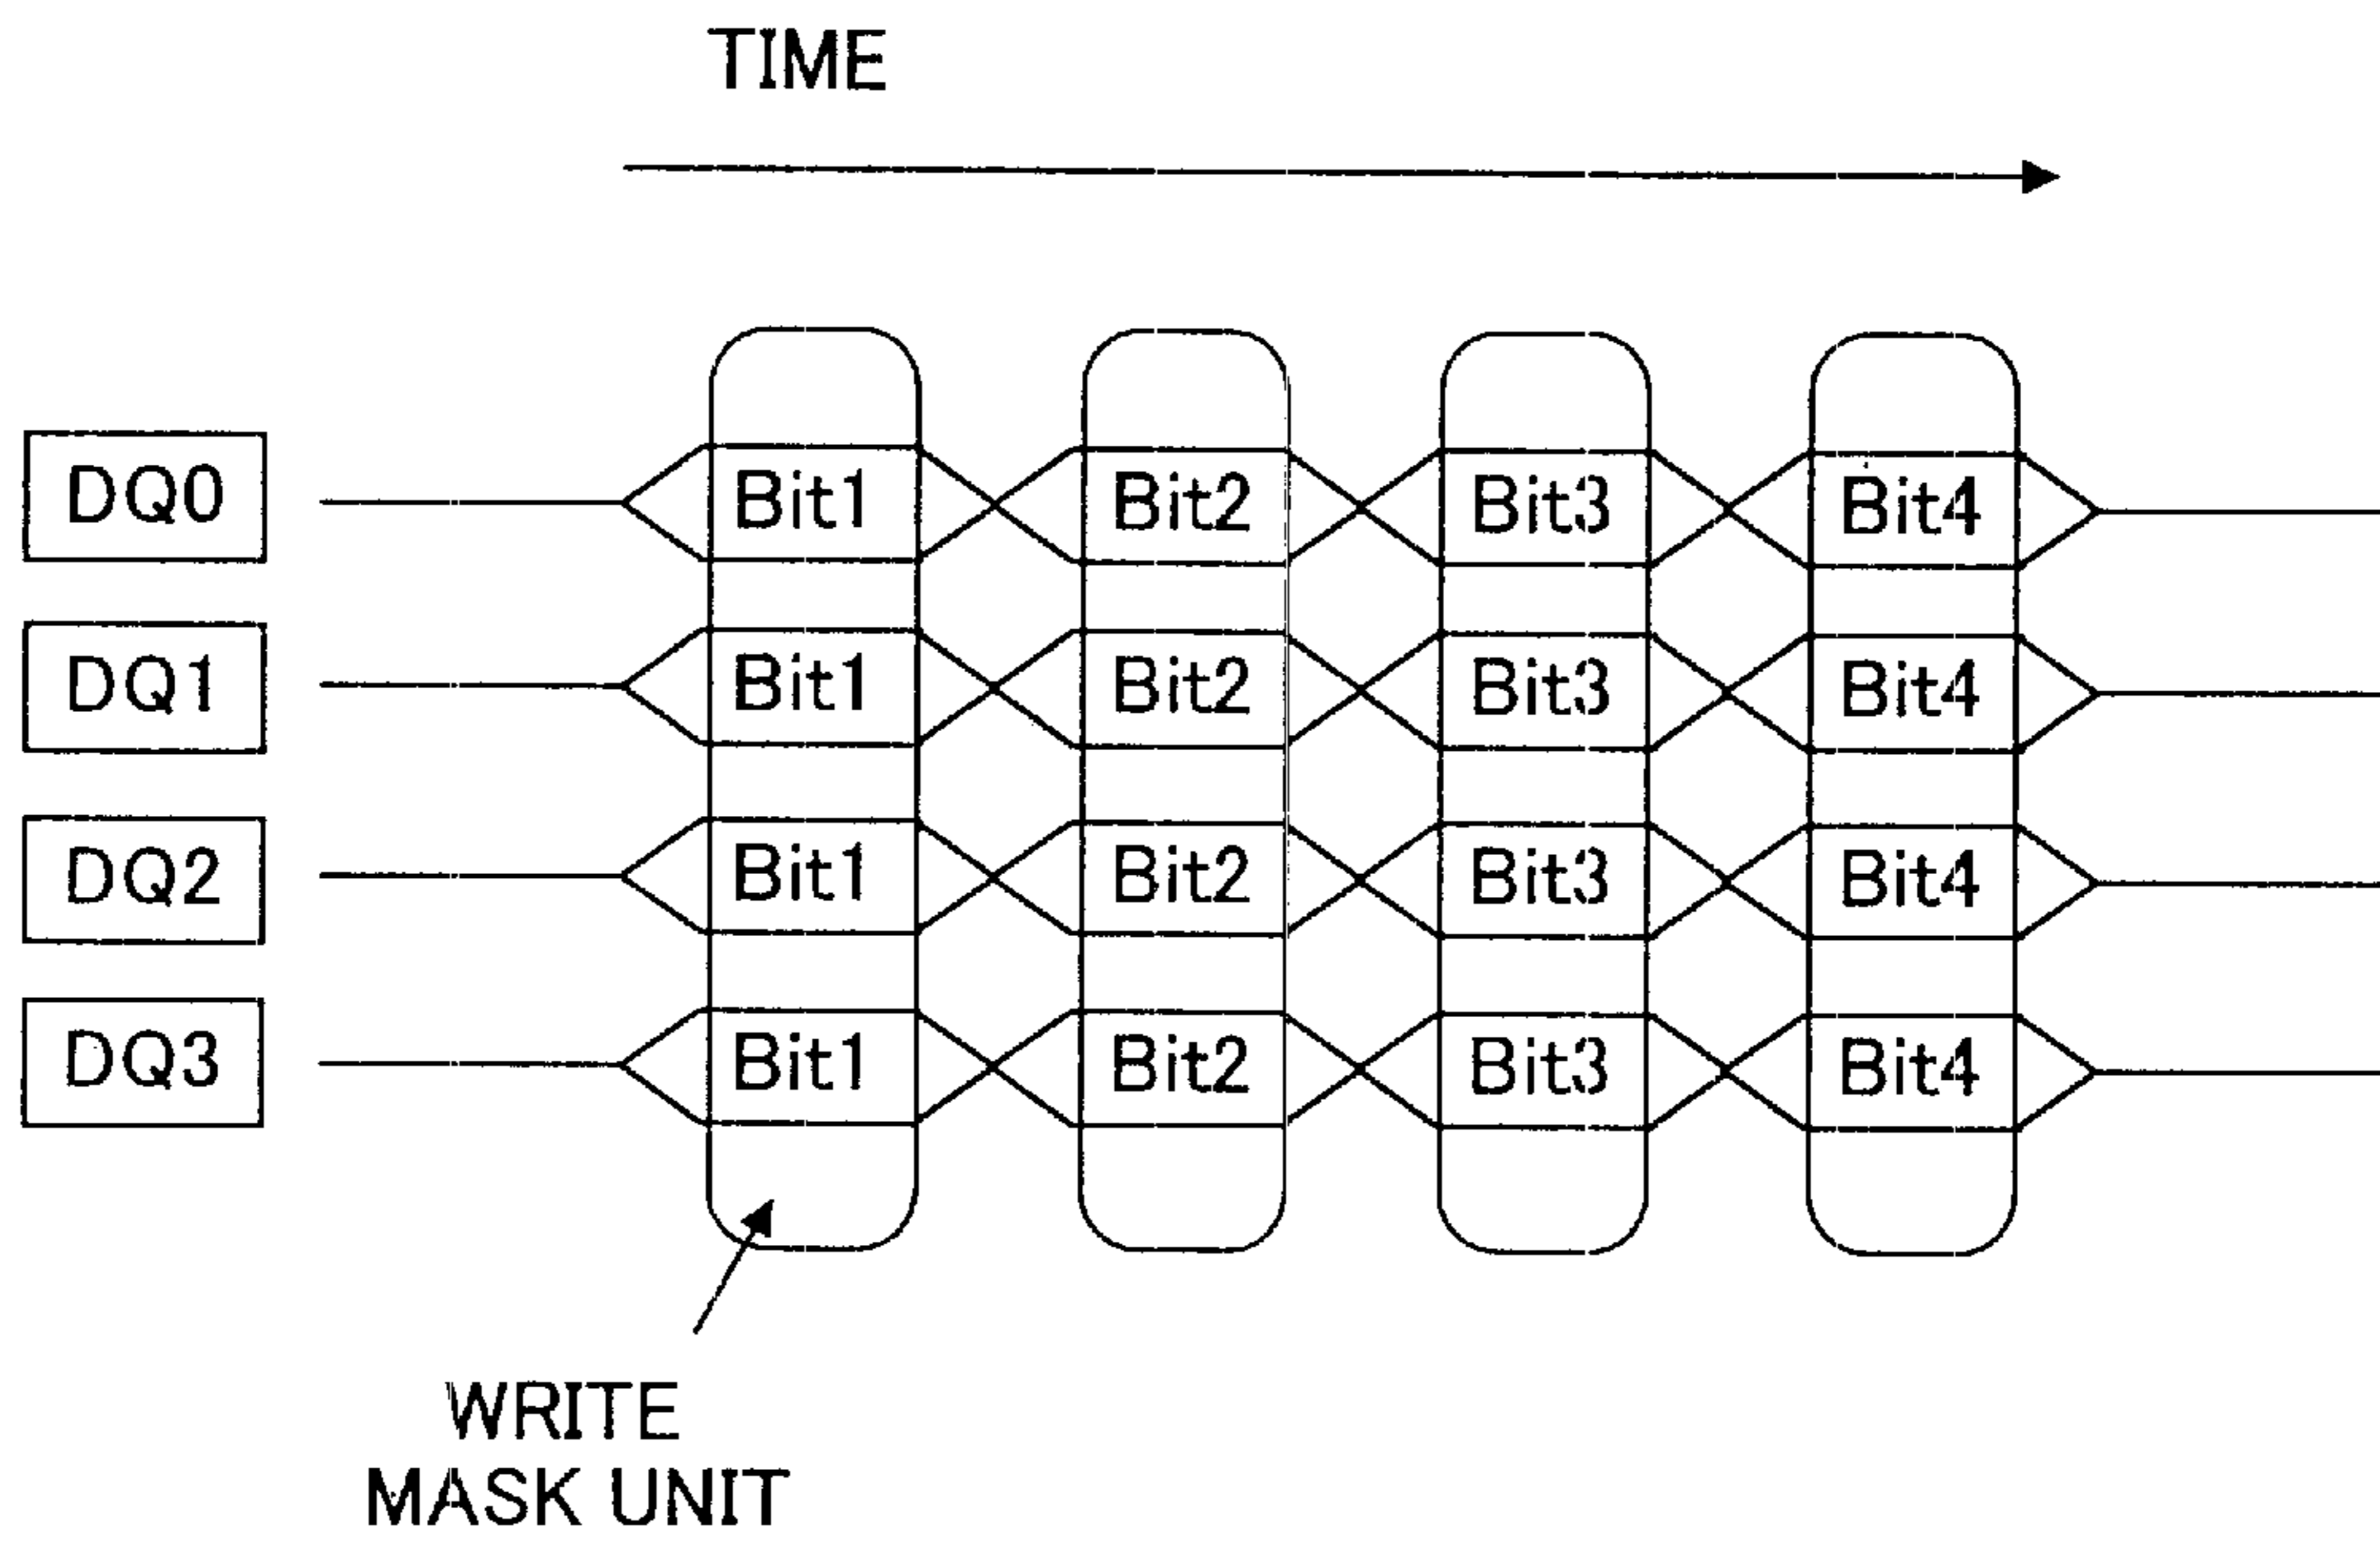 TIME
DQ0 Bit1 Bit2 Bit3 Bit4
DQ1 Bit1 Bit2 Bit3 Bit4
DQ2 Bit1 Bit2 Bit3 Bit4
DQ3 Bit1 Bit2 Bit3 Bit4
WRITE
MASK UNIT